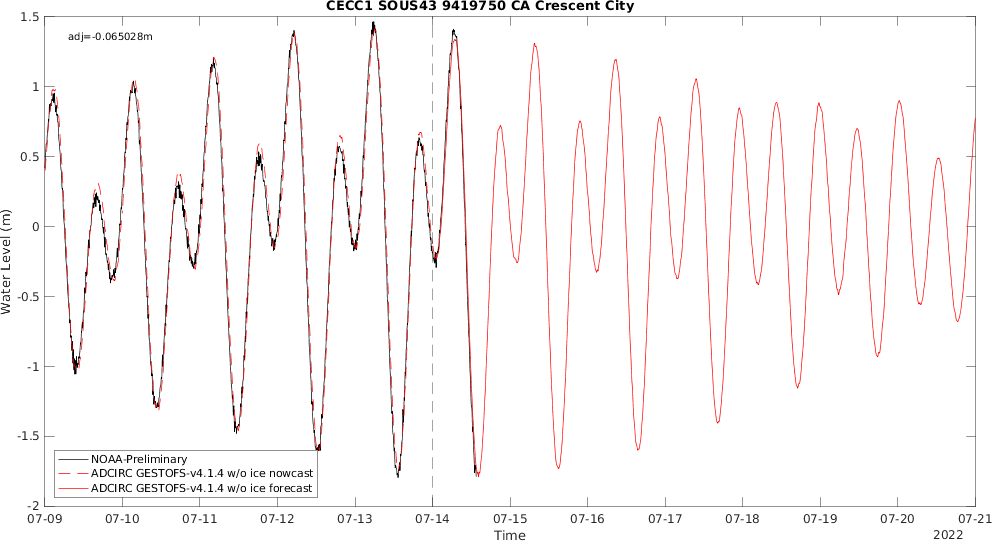 CECC1 SOUS43 9419750 CA Crescent City
adj=-0.065028m
1.5
1
0.5
0
-0.5
-1
-1.5
-2
Water Level (m)
NOAA-Preliminary
ADCIRC GESTOFS-v4.1.4 w/o ice nowcast
ADCIRC GESTOFS-v4.1.4 w/o ice forecast
07-09 07-10 07-11 07-12 07-13 07-14 07-15 07-16 07-17 07-18 07-19 07-20 07-21
Time
2022